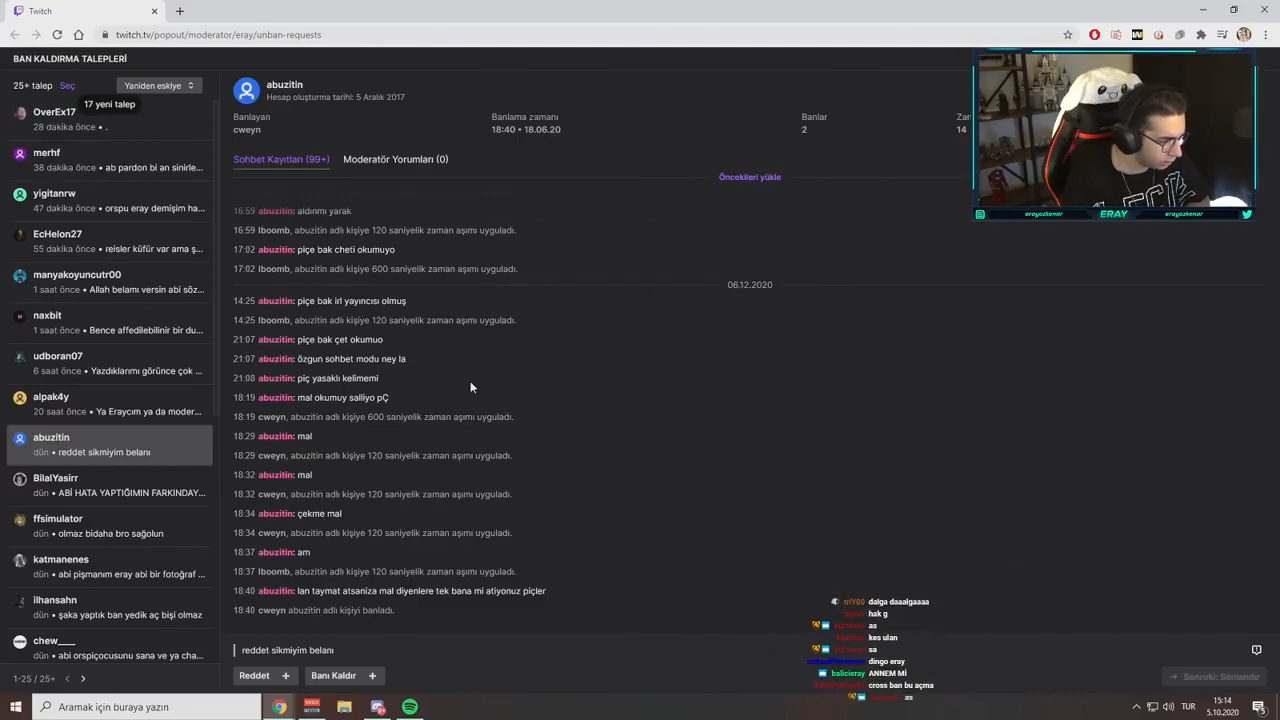 Twitch
twitch.tv/popout/moderator/eray/unban-requests
BAN KALDIRMA TALEPLERİ
25+ talep Seç Yaniden eskiye
17 yeni talep
OverEx17
28 dakika önce • .
merhf
38 dakika önce • ab pardon bi an sinirle...
yigitanrw
47 dakika önce • orspu eray demişim ha...
EcHelon27
55 dakika önce • reisler küfür var ama ş...
manyakoyuncutr00
1 saat önce • Allah belamı versin abi söz...
naxbit
1 saat önce • Bence affedilebilinir bir du...
udboran07
6 saat önce • Yazdıklarımı görünce çok ...
alpak4y
20 saat önce • Ya Eraycım ya da moder...
abuzitin
dün • reddet sikmiyim belanı
BilalYasirr
dün • ABİ HATA YAPTIĞIMIN FARKINDAY...
ffsimulator
dün • olmaz bidaha bro sağolun
katmanenes
dün • abi pişmanım eray abi bir fotoğraf ...
ilhansahn
dün • şaka yaptık ban yedik aç bişi olmaz
chew____
dün • abi orspiçocusunu sana ve ya cha...
1-25 / 25+
abuzitin
Hesap oluşturma tarihi: 5 Aralık 2017
Banlayan
cweyn
Banlama zamanı
18:40 • 18.06.20
Banlar
2
Zar
14
Sohbet Kayıtları (99+) Moderatör Yorumları (0)
Öncekileri yükle
16:59 abuzitin: aldırımı yarak
16:59 lboomb, abuzitin adlı kişiye 600 saniyelik zaman aşımı uyguladı.
17:02 abuzitin: piçe bak cheti okumuyo
17:02 lboomb, abuzitin adlı kişiye 600 saniyelik zaman aşımı uyguladı.
06.12.2020
14:25 abuzitin: piçe bak irl yayıncısı olmuş
14:25 lboomb, abuzitin adlı kişiye 120 saniyelik zaman aşımı uyguladı.
21:07 abuzitin: piçe bak çet okumuo
21:07 abuzitin: özgun sohbet modu ney la
21:08 abuzitin: piç yasaklı kelimemi
18:19 abuzitin: mal okumuy salliyo pÇ
18:19 cweyn, abuzitin adlı kişiye 600 saniyelik zaman aşımı uyguladı.
18:29 abuzitin: mal
18:29 cweyn, abuzitin adlı kişiye 120 saniyelik zaman aşımı uyguladı.
18:32 abuzitin: mal
18:32 cweyn, abuzitin adlı kişiye 120 saniyelik zaman aşımı uyguladı.
18:34 abuzitin: çekme mal
18:34 cweyn, abuzitin adlı kişiye 120 saniyelik zaman aşımı uyguladı.
18:37 abuzitin: am
18:37 lboomb, abuzitin adlı kişiye 120 saniyelik zaman aşımı uyguladı.
18:40 abuzitin: lan taymat atsaniza mal diyenlere tek bana mi atiyonuz piçler
18:40 cweyn abuzitin adlı kişiyi banladı.
reddet sikmiyim belanı
Reddet + Banı Kaldır +
Sonruki: Sonlandır
erayozkenar ERAY erayozkenar
triY00 dalga daaalgaaaa
hak g
as
kes ulan
sa
dingo eray
balicieray ANNEM Mİ
cross ban bu açma
Aramak için buraya yazın
TUR
15:14
5.10.2020